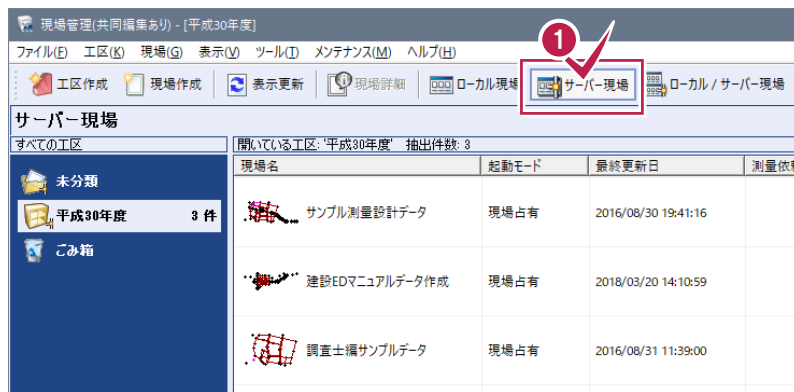 現場管理(共同編集あり) - [平成30年度]
ファイル(F) 工区(K) 現場(G) 表示(V) ツール(T) メンテナンス(M) ヘルプ(H)
1
工区作成 現場作成 表示更新 現場詳細 ローカル現場 サーバー現場 ローカル / サーバー現場
サーバー現場
すべての工区
開いている工区: '平成30年度' 抽出件数: 3
未分類
平成30年度 3 件
ごみ箱
現場名 起動モード 最終更新日 測量依頼
サンプル測量設計データ 現場占有 2016/08/30 19:41:16
建設EDマニュアルデータ作成 現場占有 2018/03/20 14:10:59
調査士編サンプルデータ 現場占有 2016/08/31 11:39:00